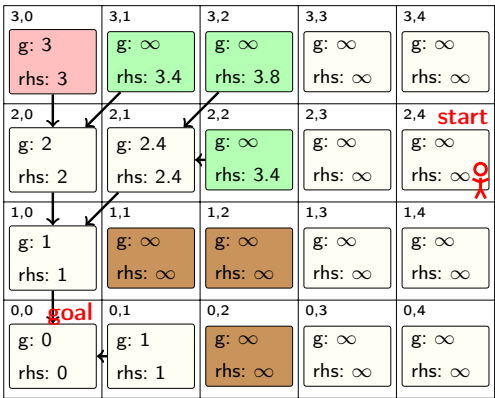 3,0 3,1 3,2 3,3 3,4
g: 3 g: ∞ g: ∞ g: ∞ g: ∞
rhs: 3 rhs: 3.4 rhs: 3.8 rhs: ∞ rhs: ∞
2,0 2,1 2,2 2,3 2,4 start
g: 2 g: 2.4 g: ∞ g: ∞ g: ∞
rhs: 2 rhs: 2.4 rhs: 3.4 rhs: ∞ rhs: ∞
1,0 1,1 1,2 1,3 1,4
g: 1 g: ∞ g: ∞ g: ∞ g: ∞
rhs: 1 rhs: ∞ rhs: ∞ rhs: ∞ rhs: ∞
0,0 goal 0,1 0,2 0,3 0,4
g: 0 g: 1 g: ∞ g: ∞ g: ∞
rhs: 0 rhs: 1 rhs: ∞ rhs: ∞ rhs: ∞